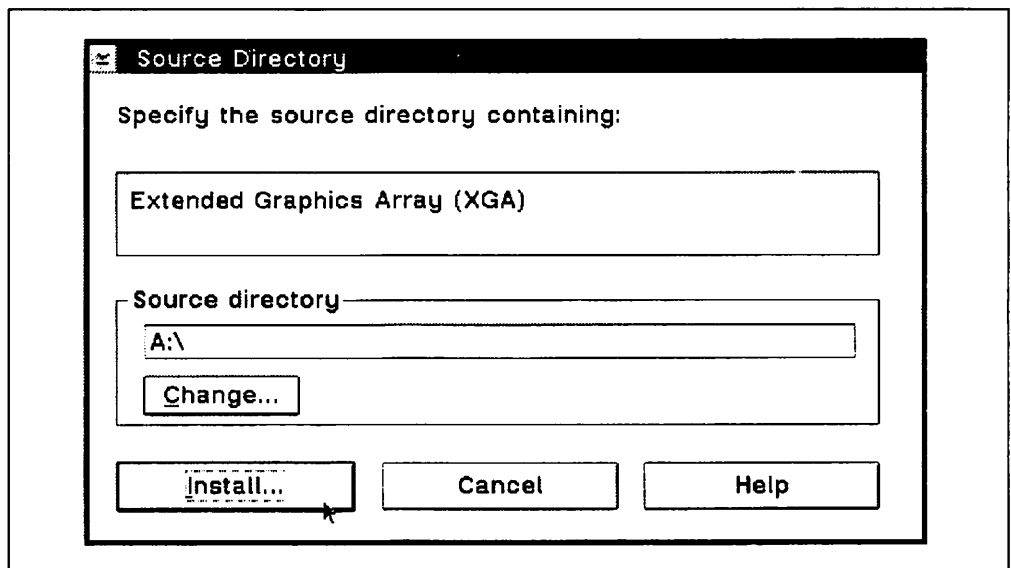 Source Directory
Specify the source directory containing:
Extended Graphics Array (XGA)
Source directory
A:\
Change...
Install...
Cancel
Help